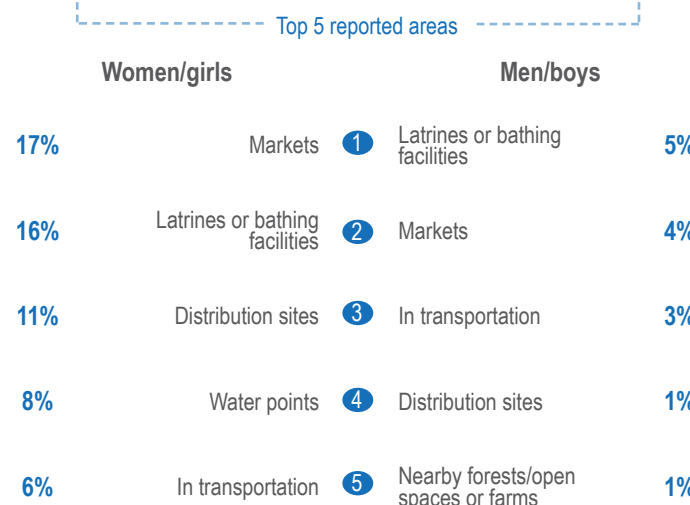 Top 5 reported areas
Women/girls Men/boys
17% Markets 1 Latrines or bathing
facilities 5%
16% Latrines or bathing
facilities 2 Markets 4%
11% Distribution sites 3 In transportation 3%
8% Water points 4 Distribution sites 1%
6% In transportation 5 Nearby forests/open
spaces or farms 1%